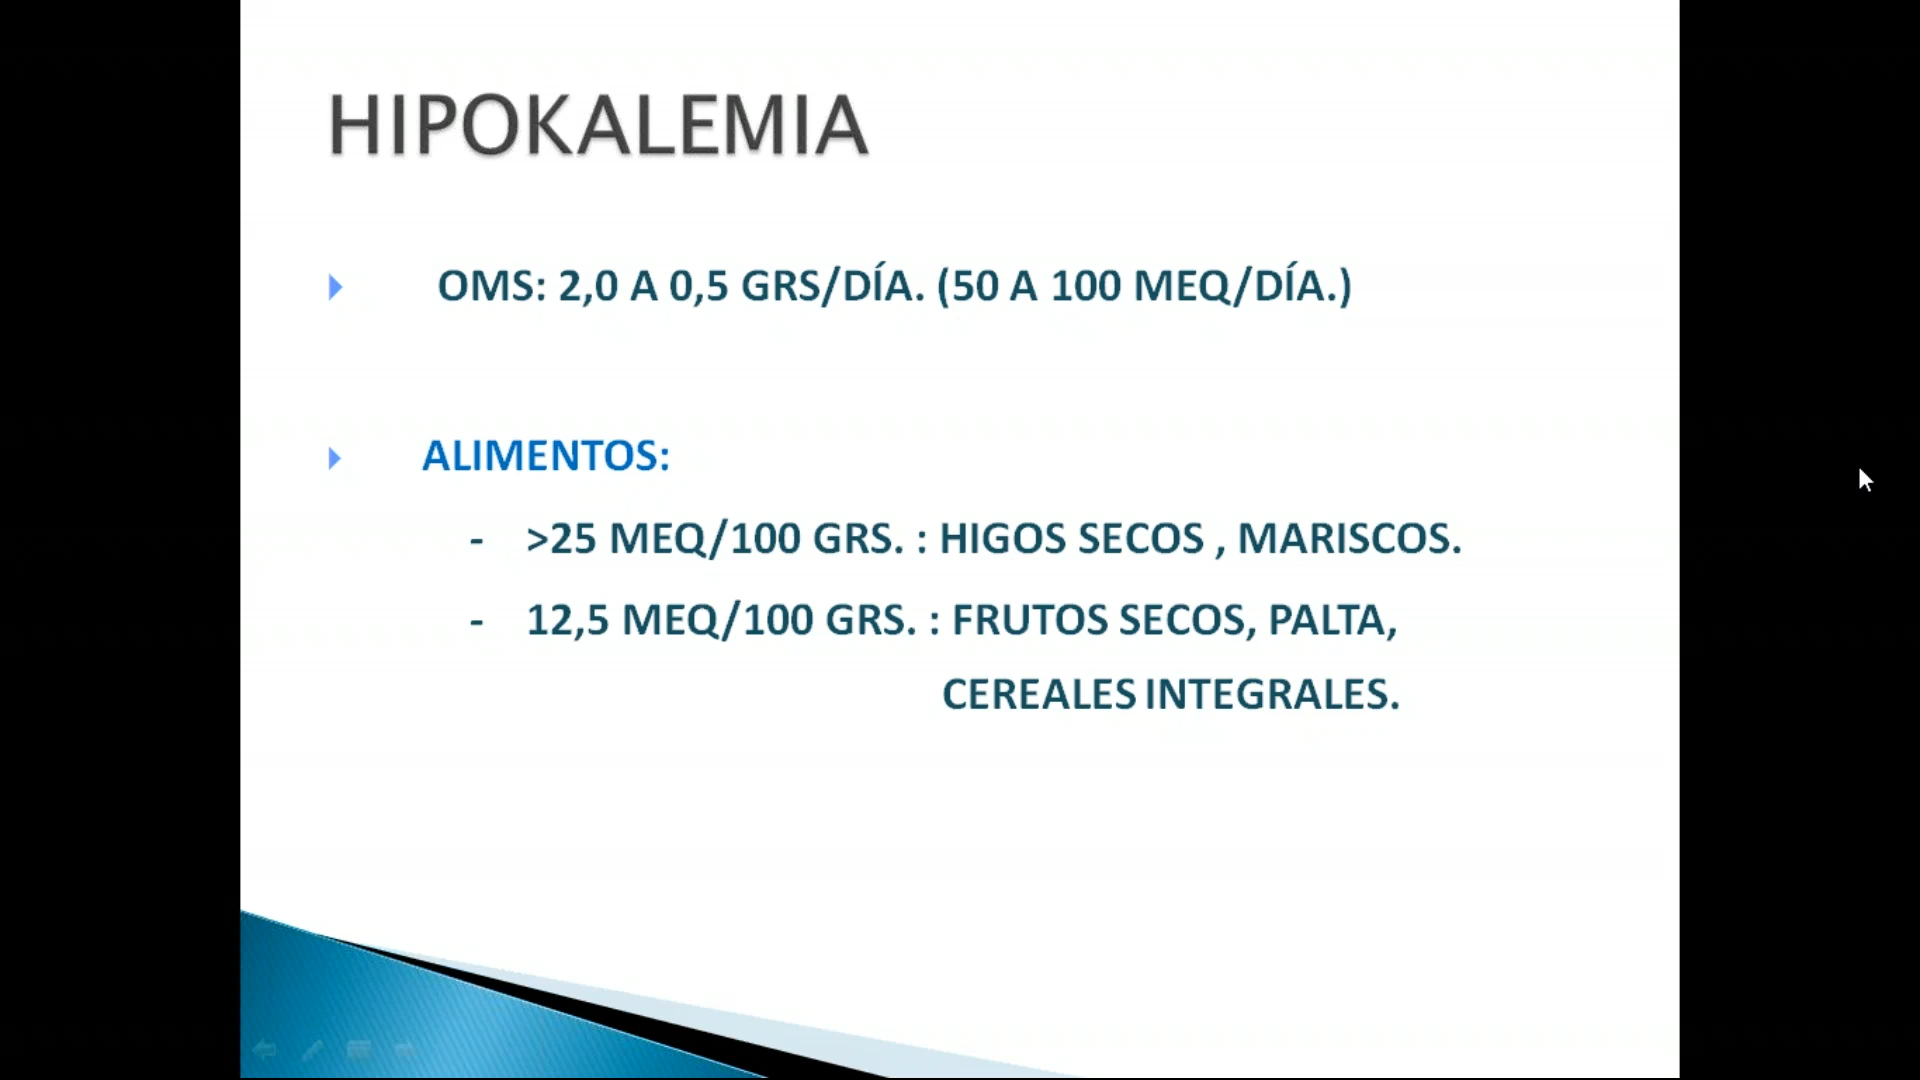 HIPOKALEMIA
OMS: 2,0 A 0,5 GRS/DÍA. (50 A 100 MEQ/DÍA.)
ALIMENTOS:
- >25 MEQ/100 GRS. : HIGOS SECOS , MARISCOS.
- 12,5 MEQ/100 GRS. : FRUTOS SECOS, PALTA,
CEREALES INTEGRALES.